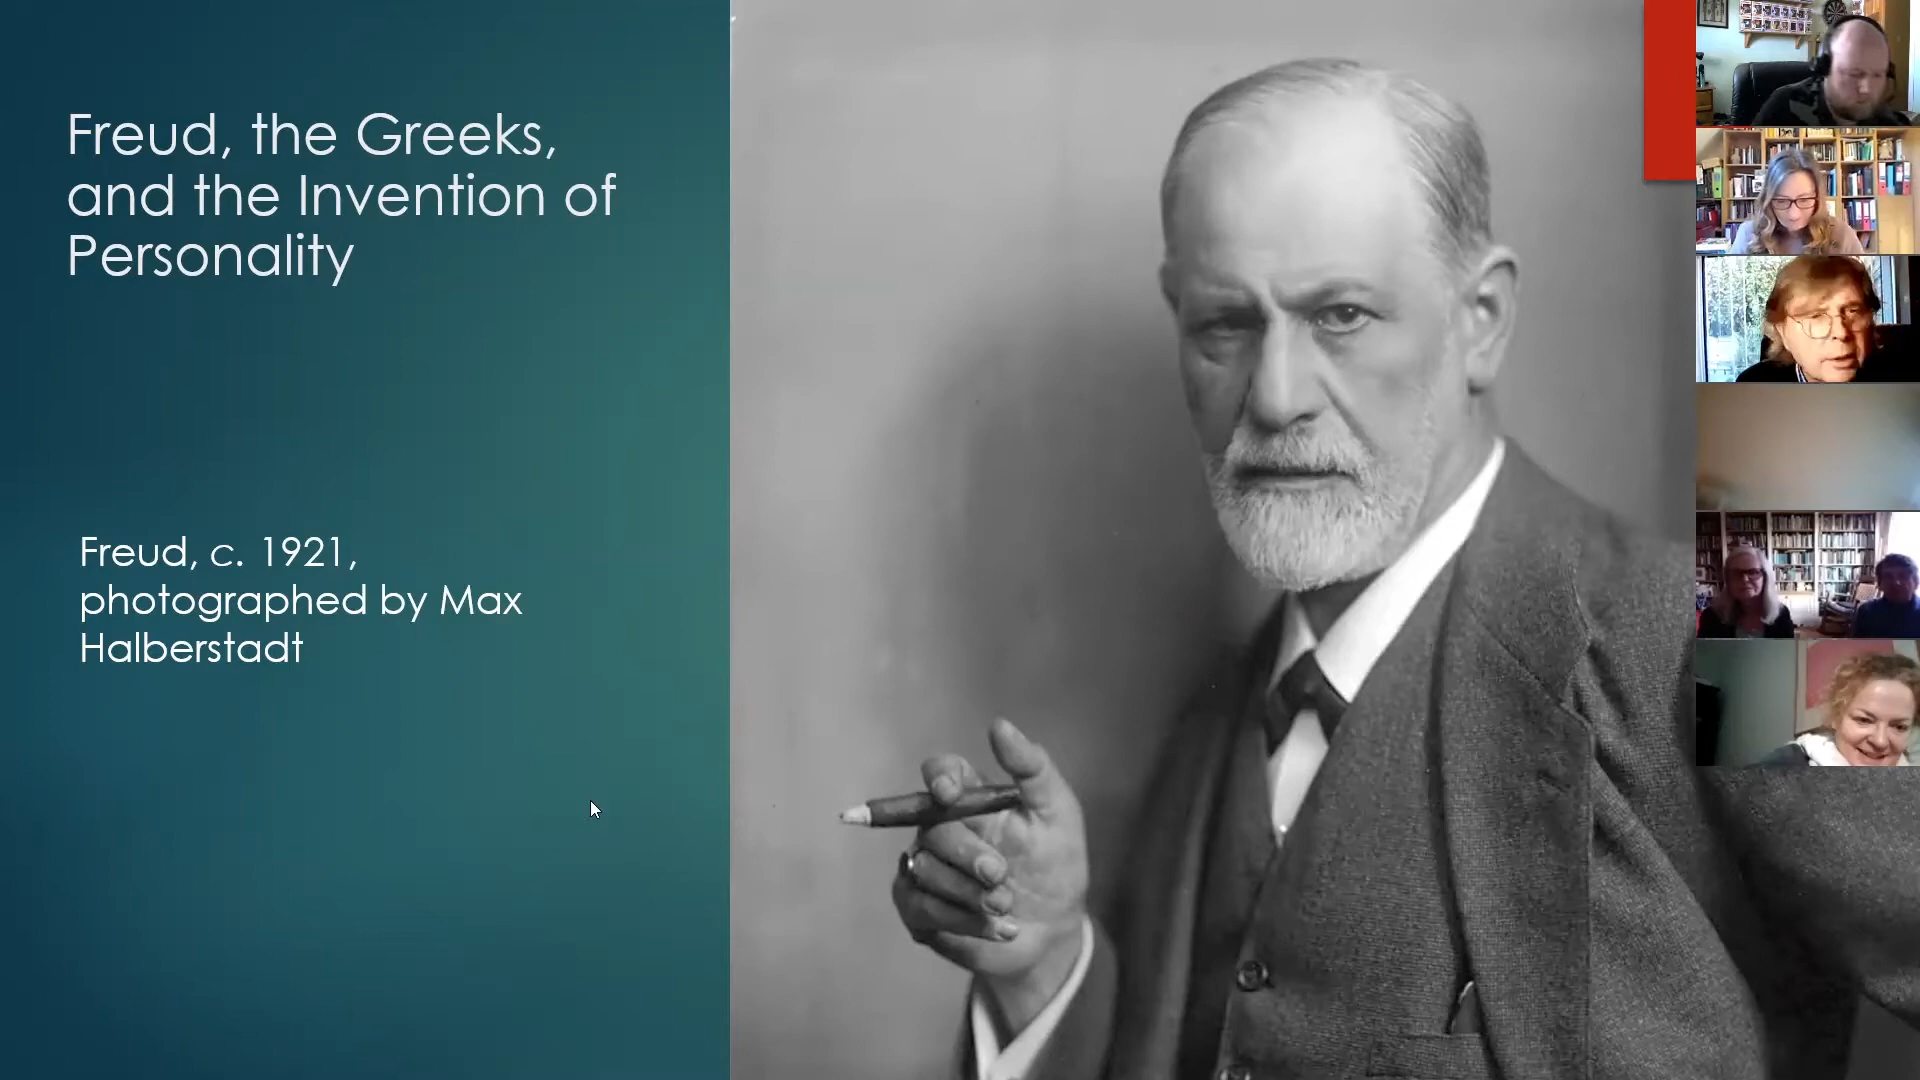 Freud, the Greeks,
and the Invention of
Personality
Freud, c. 1921,
photographed by Max
Halberstadt